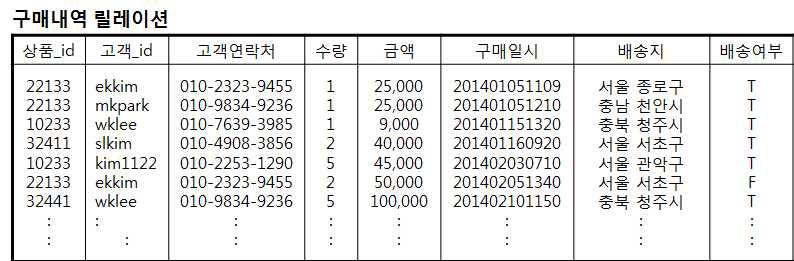 구매내역 릴레이션
상품_id 고객_id 고객연락처 수량 금액 구매일시 배송지 배송여부
22133 ekkim 010-2323-9455 1 25,000 201401051109 서울 종로구 T
22133 mkpark 010-9834-9236 1 25,000 201401051210 충남 천안시 T
10233 wklee 010-7639-3985 1 9,000 201401151320 충북 청주시 T
32411 slkim 010-4908-3856 2 40,000 201401160920 서울 서초구 T
10233 kim1122 010-2253-1290 5 45,000 201402030710 서울 관악구 T
22133 ekkim 010-2323-9455 2 50,000 201402051340 서울 서초구 F
32441 wklee 010-9834-9236 5 100,000 201402101150 충북 청주시 T
: : : : : : : :
: : : : : : : :